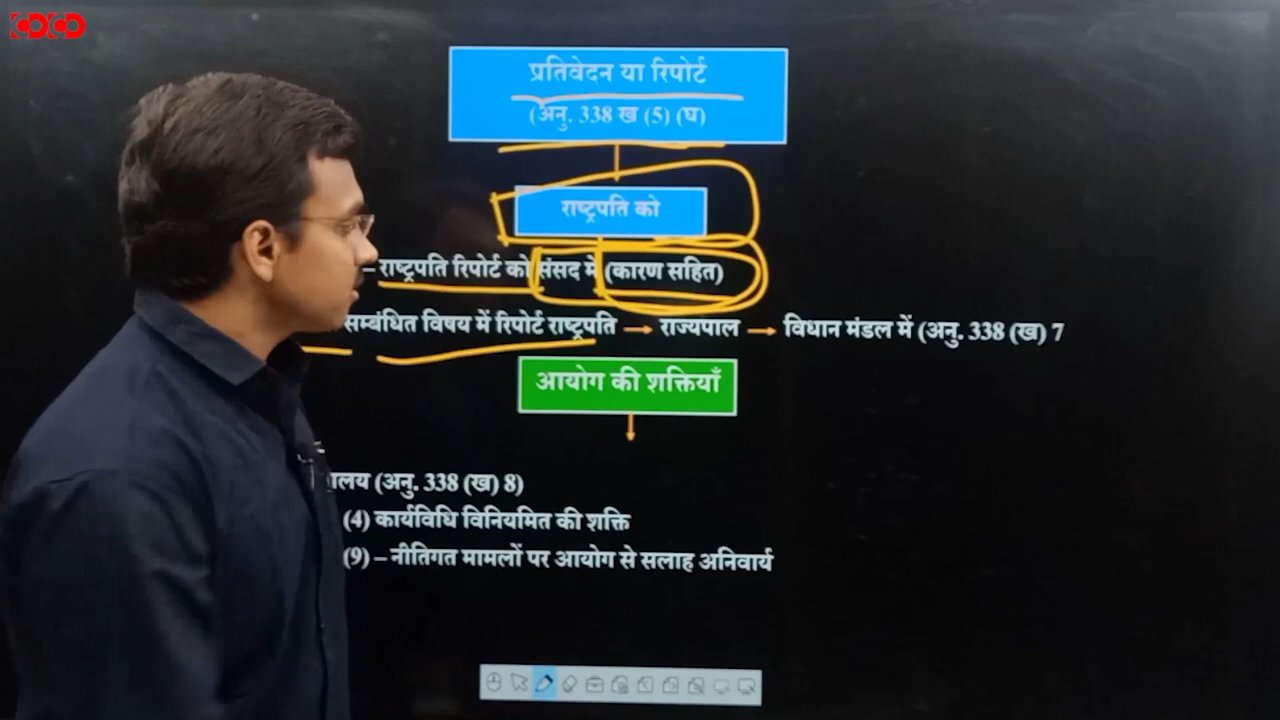 प्रतिवेदन या रिपोर्ट
(अनु. 338 ख (5) (घ)
राष्ट्रपति को
– राष्ट्रपति रिपोर्ट को संसद में (कारण सहित)
सम्बंधित विषय में रिपोर्ट राष्ट्रपति → राज्यपाल → विधान मंडल में (अनु. 338 (ख) 7
आयोग की शक्तियाँ
(अनु. 338 (ख) 8)
(4) कार्यविधि विनियमित की शक्ति
(9) – नीतिगत मामलों पर आयोग से सलाह अनिवार्य